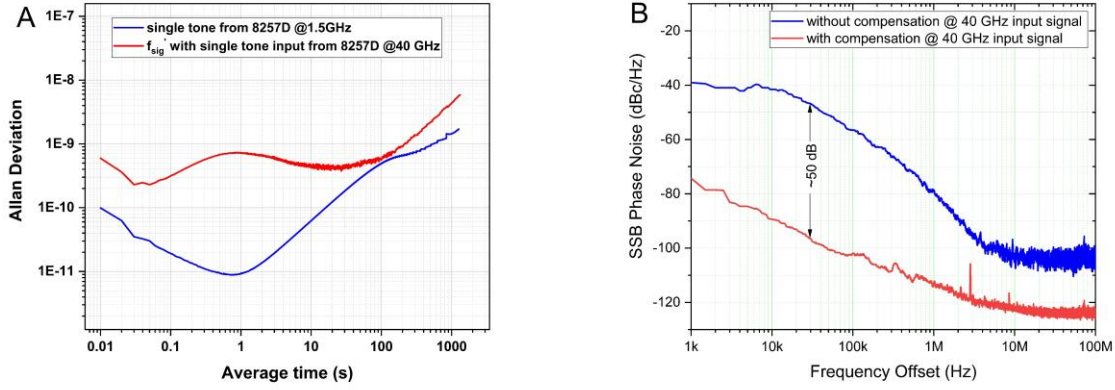 A
single tone from 8257D @1.5GHz
fsig' with single tone input from 8257D @40 GHz
1E-7
1E-8
1E-9
1E-10
1E-11
Allan Deviation
0.01 0.1 1 10 100 1000
Average time (s)
B
without compensation @ 40 GHz input signal
with compensation @ 40 GHz input signal
-40
-60
-80
-100
-120
SSB Phase Noise (dBc/Hz)
~50 dB
1k 10k 100k 1M 10M 100M
Frequency Offset (Hz)